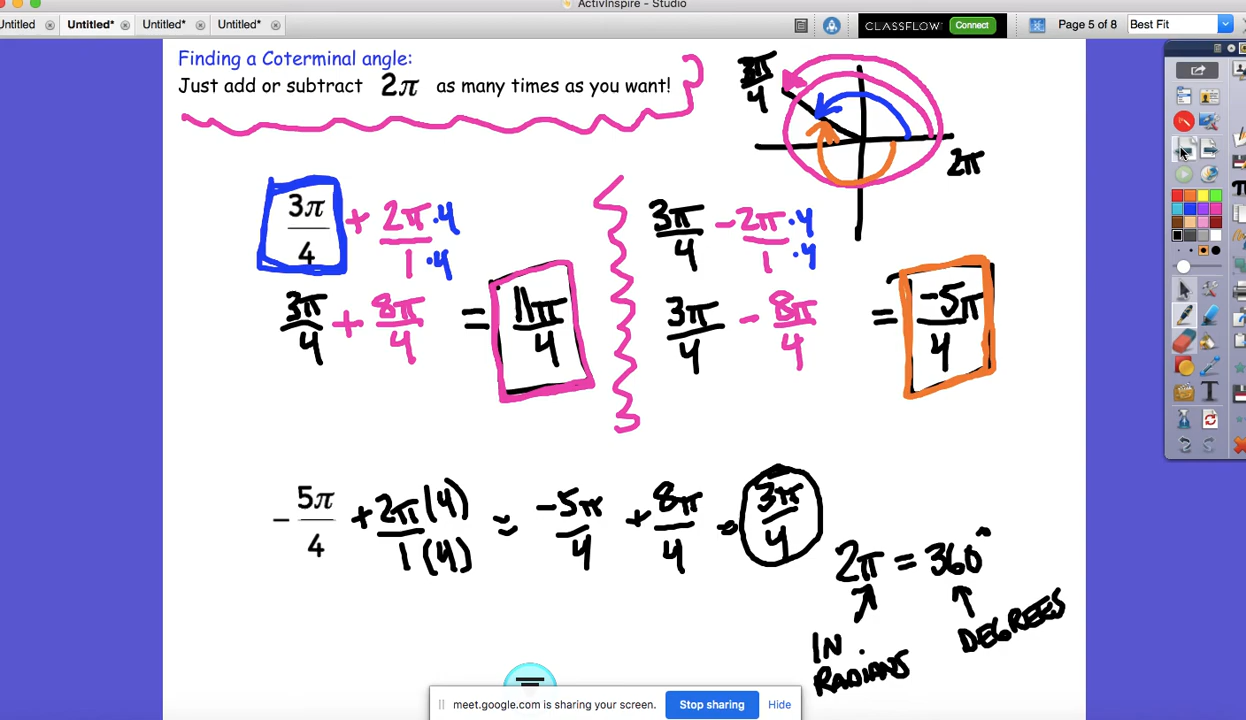 ActivInspire - Studio
Untitled Untitled* Untitled* Untitled*
CLASSFLOW Connect Page 5 of 8 Best Fit
Finding a Coterminal angle:
Just add or subtract 2π as many times as you want!
3π/4
2π
3π/4 + 2π·4/1·4
3π/4 - 2π·4/1·4
3π/4 + 8π/4 = 11π/4
3π/4 - 8π/4 = -5π/4
- 5π/4 + 2π(4)/1(4) = -5π/4 + 8π/4 = 3π/4
2π = 360°
IN RADIANS
DEGREES
meet.google.com is sharing your screen. Stop sharing Hide